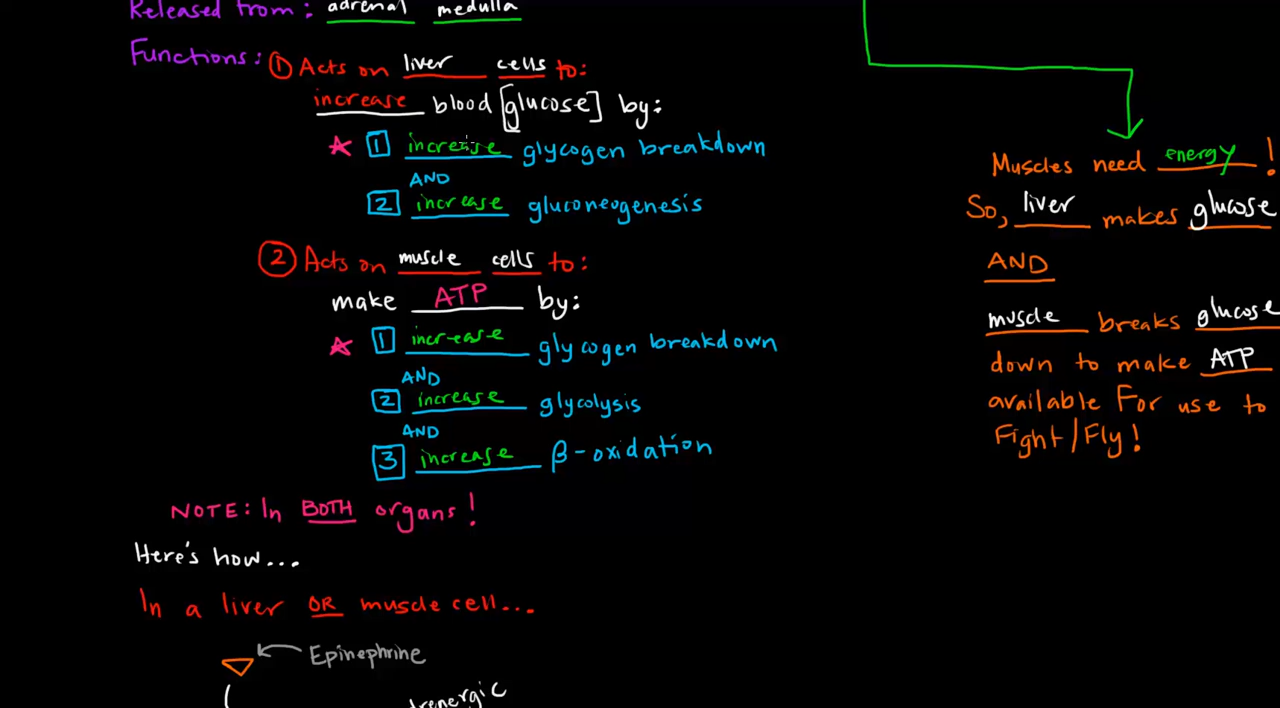 Released from: adrenal medulla
Functions: ① Acts on liver cells to:
increase blood [glucose] by:
☆ 1 increase glycogen breakdown
AND
2 increase gluconeogenesis
② Acts on muscle cells to:
make ATP by:
☆ 1 increase glycogen breakdown
AND
2 increase glycolysis
AND
3 increase β-oxidation
NOTE: In BOTH organs!
Here's how...
In a liver OR muscle cell...
Epinephrine
Muscles need energy!
So, liver makes glucose
AND
muscle breaks glucose
down to make ATP
available For use to
Fight/Fly!